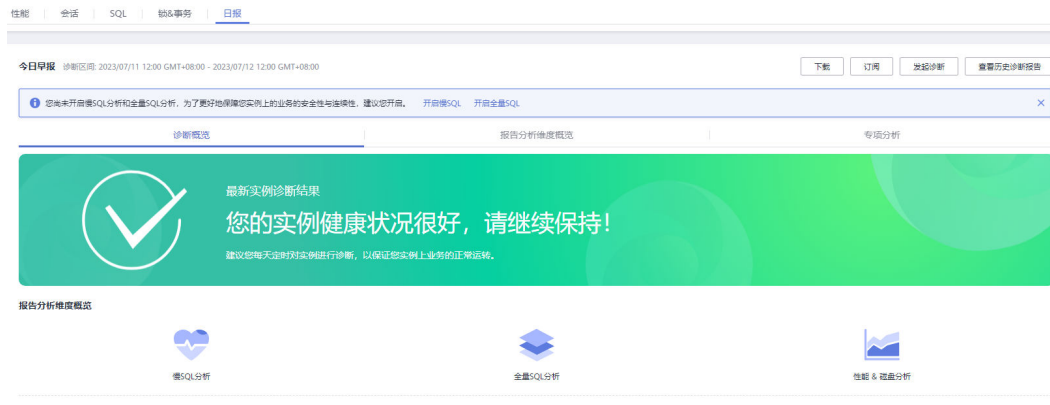 性能 会话 SQL 锁&事务 日报
今日早报 诊断区间: 2023/07/11 12:00 GMT+08:00 - 2023/07/12 12:00 GMT+08:00 下载 订阅 发起诊断 查看历史诊断报告
您尚未开启慢SQL分析和全量SQL分析，为了更好地保障您实例上的业务的安全性与连续性，建议您开启。 开启慢SQL 开启全量SQL
诊断概览 报告分析维度概览 专项分析
最新实例诊断结果
您的实例健康状况很好，请继续保持！
建议您每天定时对实例进行诊断，以保证您实例上业务的正常运转。
报告分析维度概览
慢SQL分析 全量SQL分析 性能 & 磁盘分析